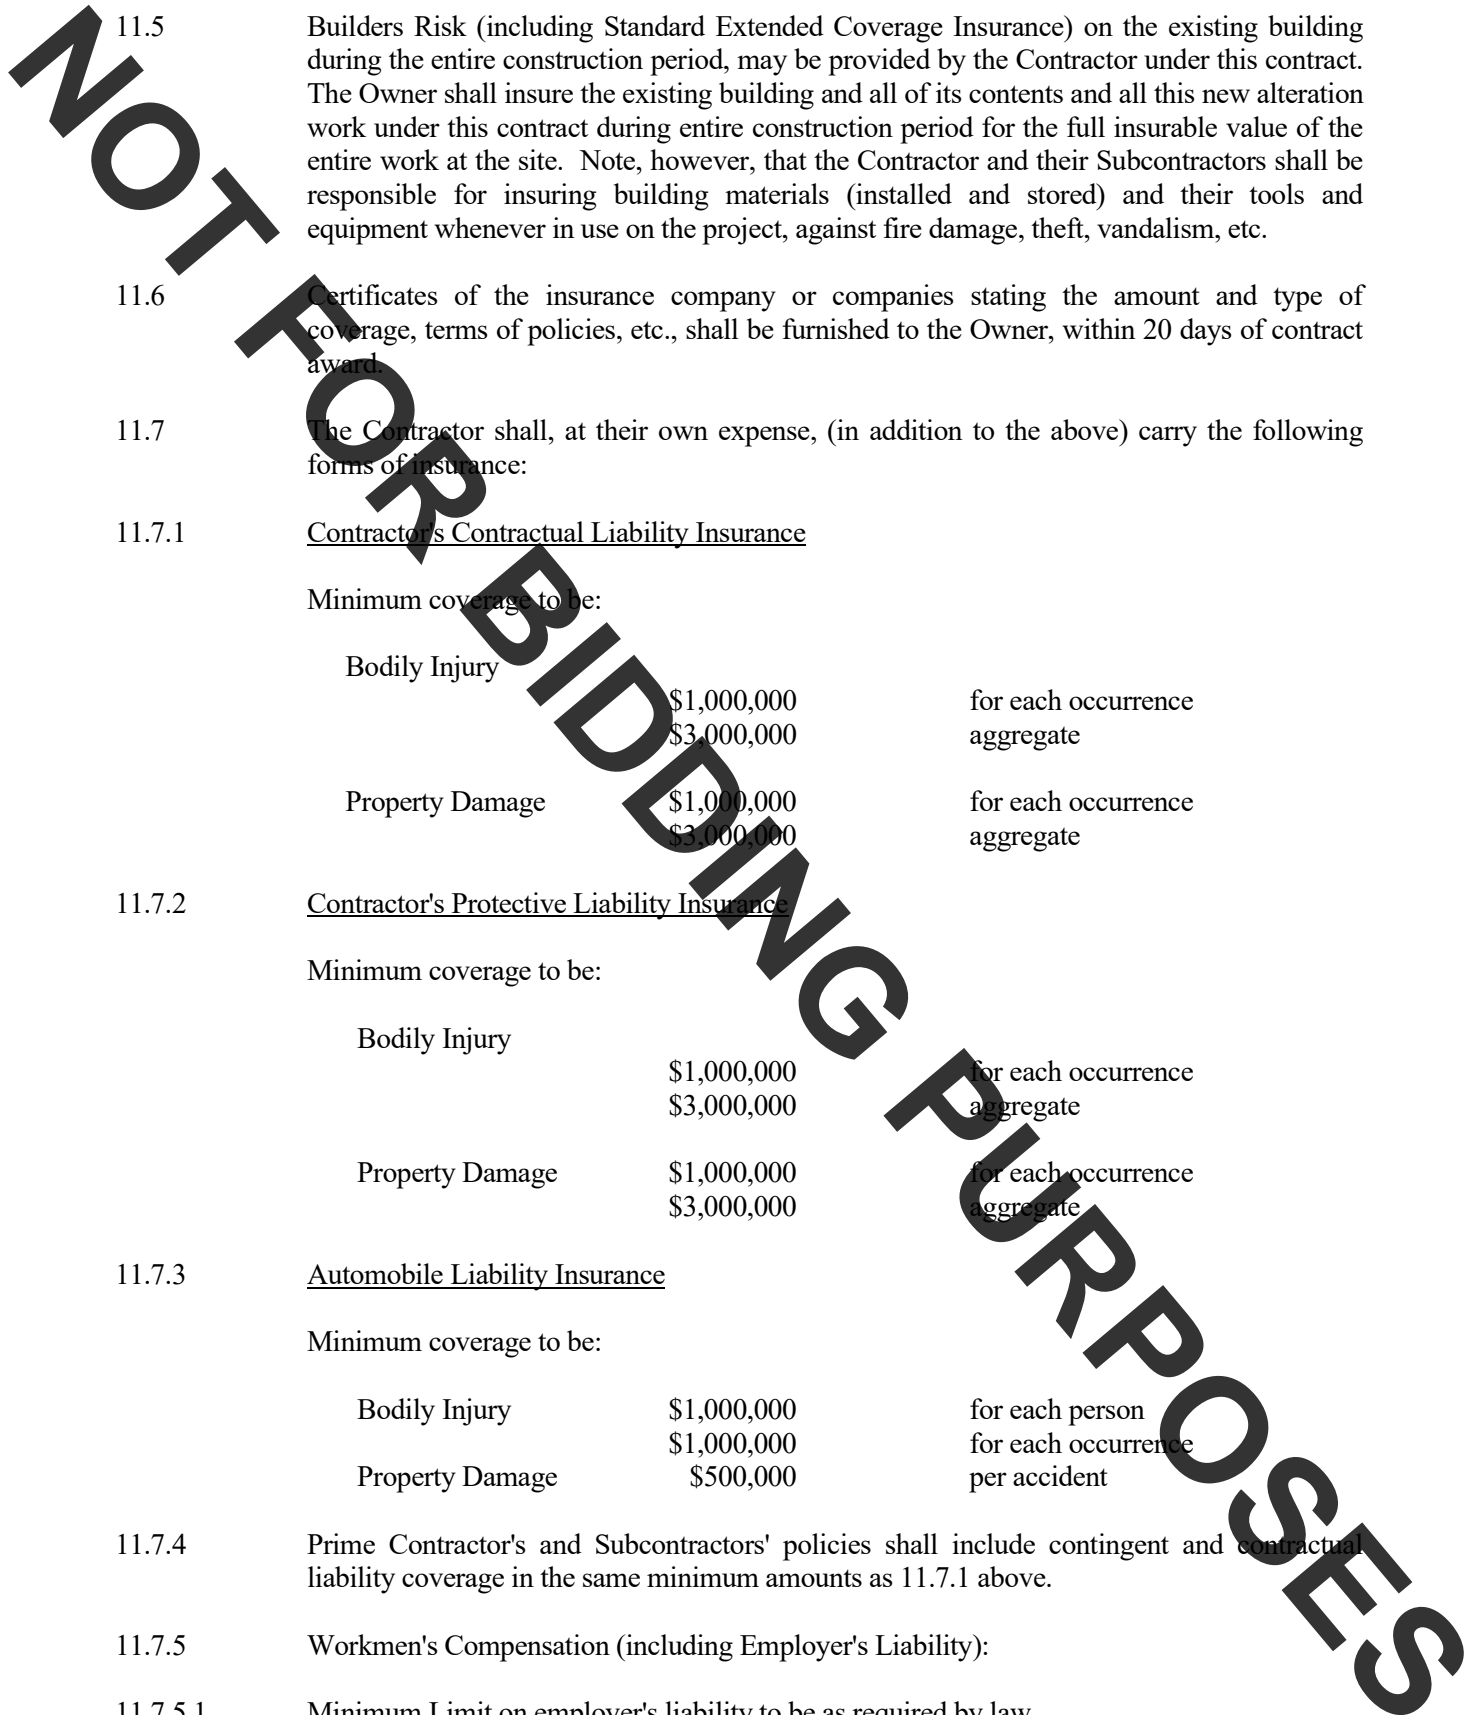 11.5 Builders Risk (including Standard Extended Coverage Insurance) on the existing building
during the entire construction period, may be provided by the Contractor under this contract.
The Owner shall insure the existing building and all of its contents and all this new alteration
work under this contract during entire construction period for the full insurable value of the
entire work at the site. Note, however, that the Contractor and their Subcontractors shall be
responsible for insuring building materials (installed and stored) and their tools and
equipment whenever in use on the project, against fire damage, theft, vandalism, etc.
11.6 Certificates of the insurance company or companies stating the amount and type of
coverage, terms of policies, etc., shall be furnished to the Owner, within 20 days of contract
award.
11.7 The Contractor shall, at their own expense, (in addition to the above) carry the following
forms of insurance:
11.7.1 Contractor's Contractual Liability Insurance
Minimum coverage to be:
Bodily Injury
$1,000,000 for each occurrence
$3,000,000 aggregate
Property Damage $1,000,000 for each occurrence
$3,000,000 aggregate
11.7.2 Contractor's Protective Liability Insurance
Minimum coverage to be:
Bodily Injury
$1,000,000 for each occurrence
$3,000,000 aggregate
Property Damage $1,000,000 for each occurrence
$3,000,000 aggregate
11.7.3 Automobile Liability Insurance
Minimum coverage to be:
Bodily Injury $1,000,000 for each person
$1,000,000 for each occurrence
Property Damage $500,000 per accident
11.7.4 Prime Contractor's and Subcontractors' policies shall include contingent and contractual
liability coverage in the same minimum amounts as 11.7.1 above.
11.7.5 Workmen's Compensation (including Employer's Liability):
11.7.5.1 Minimum Limit on employer's liability to be as required by law.
NOT FOR BIDDING PURPOSES